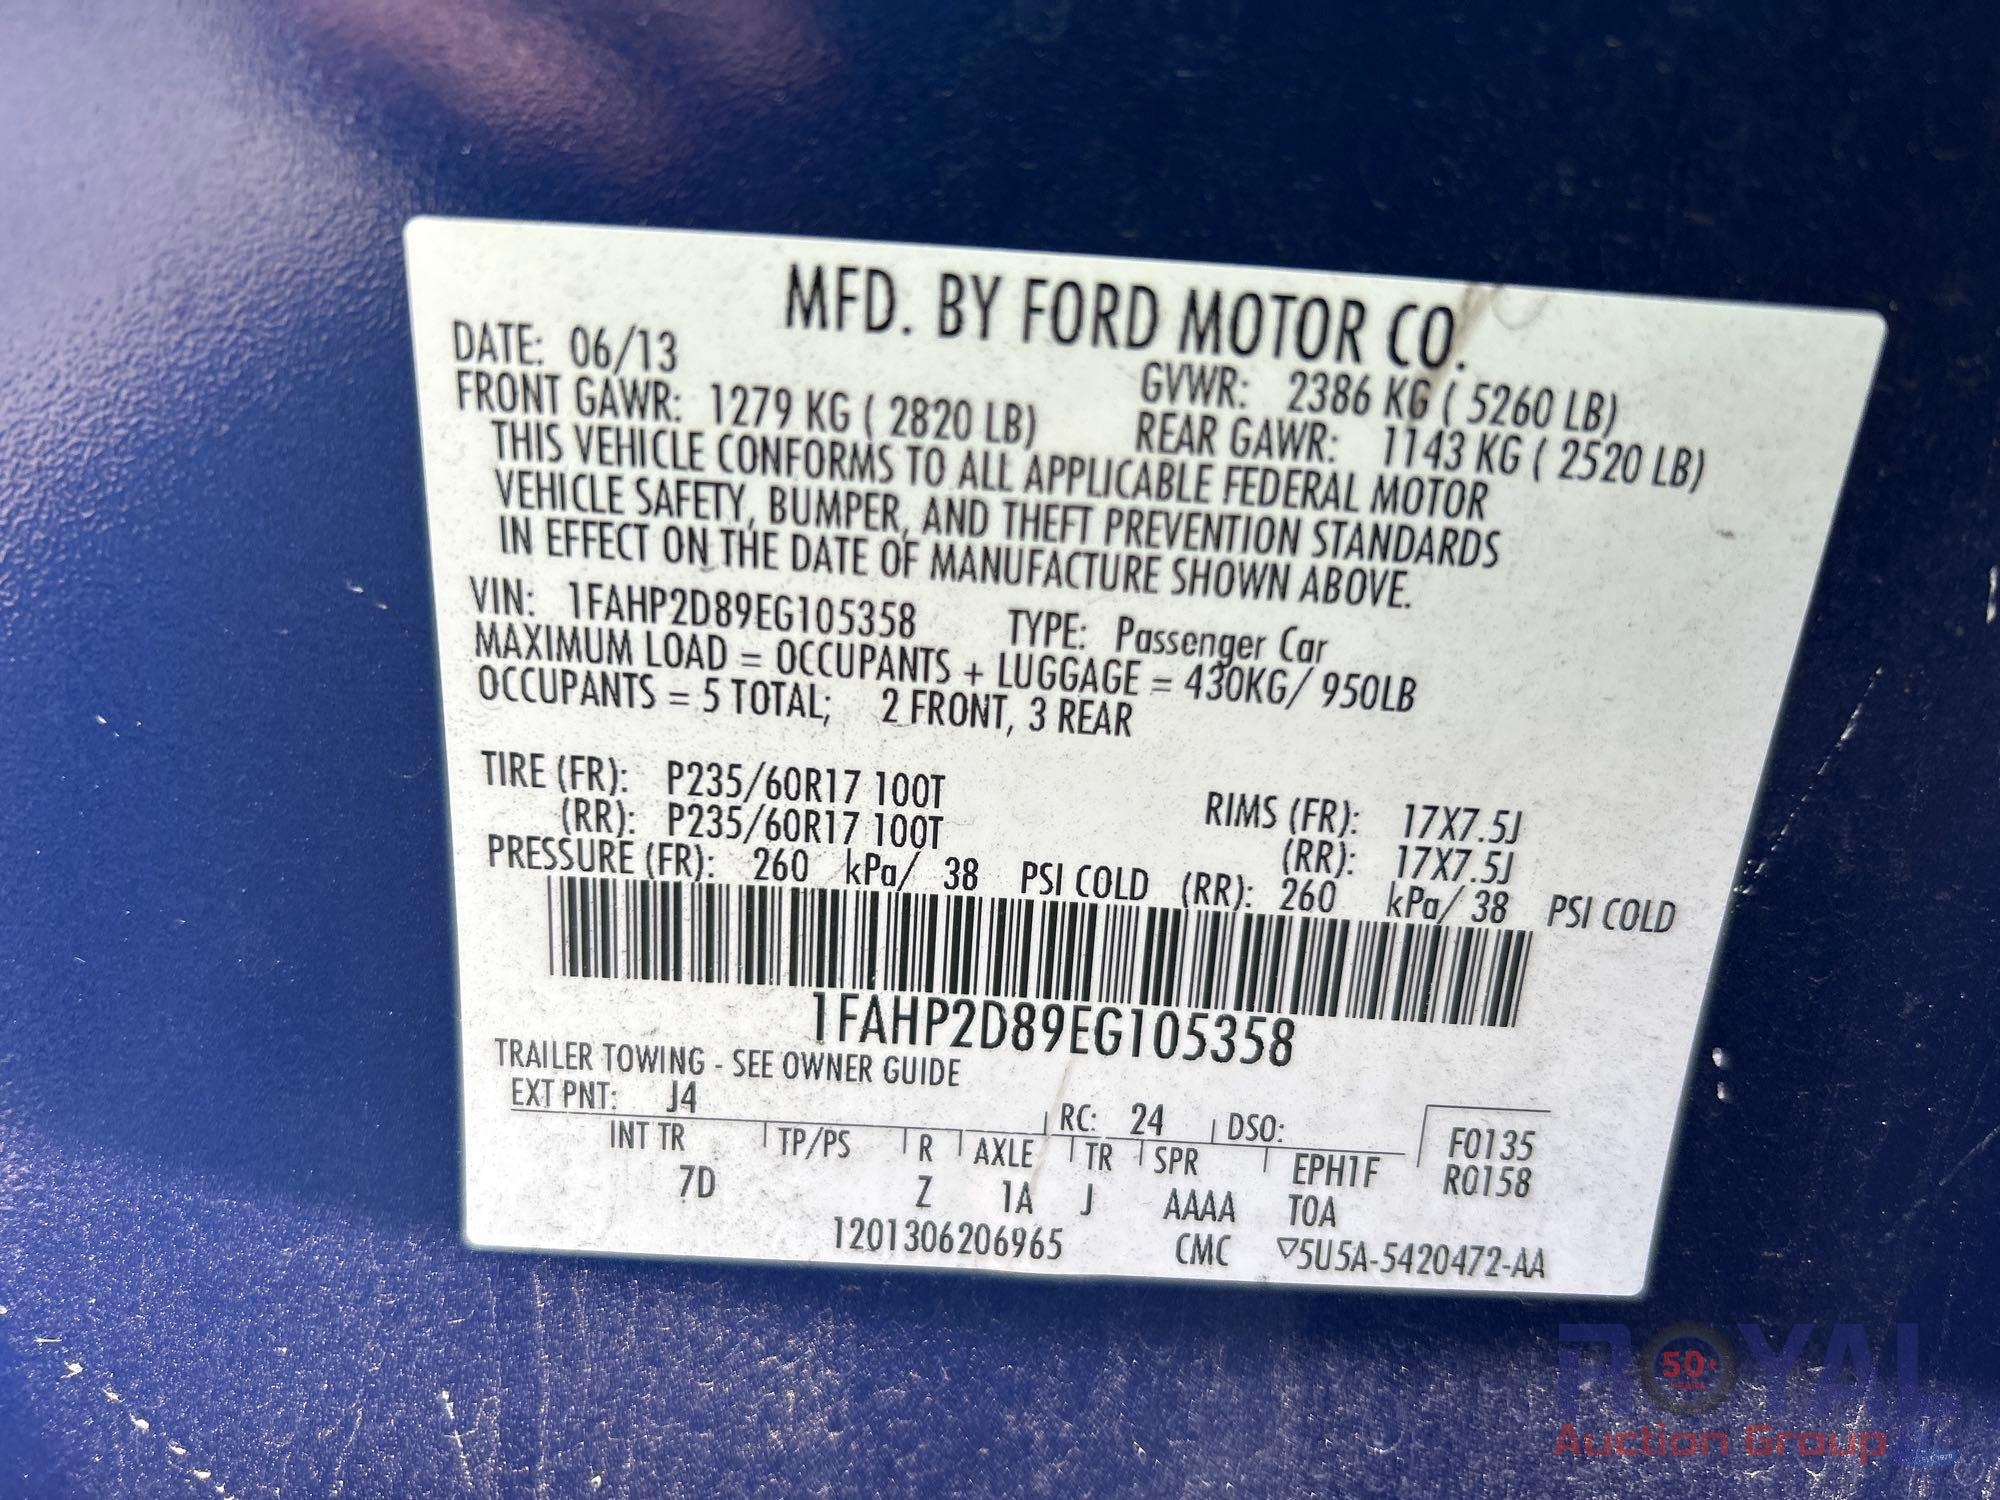 MFD. BY FORD MOTOR CO.
DATE: 06/13 GVWR: 2386 KG ( 5260 LB)
FRONT GAWR: 1279 KG ( 2820 LB) REAR GAWR: 1143 KG ( 2520 LB)
THIS VEHICLE CONFORMS TO ALL APPLICABLE FEDERAL MOTOR
VEHICLE SAFETY, BUMPER, AND THEFT PREVENTION STANDARDS
IN EFFECT ON THE DATE OF MANUFACTURE SHOWN ABOVE.
VIN: 1FAHP2D89EG105358 TYPE: Passenger Car
MAXIMUM LOAD = OCCUPANTS + LUGGAGE = 430KG/ 950LB
OCCUPANTS = 5 TOTAL; 2 FRONT, 3 REAR
TIRE (FR): P235/60R17 100T RIMS (FR): 17X7.5J
(RR): P235/60R17 100T (RR): 17X7.5J
PRESSURE (FR): 260 kPa/ 38 PSI COLD (RR): 260 kPa/ 38 PSI COLD
1FAHP2D89EG105358
TRAILER TOWING - SEE OWNER GUIDE
EXT PNT: J4 RC: 24 DSO: F0135
INT TR TP/PS R AXLE TR SPR EPH1F R0158
7D Z 1A J AAAA TOA
1201306206965 CMC ▽5U5A-5420472-AA
ROYAL
50+
YEARS
Auction Group